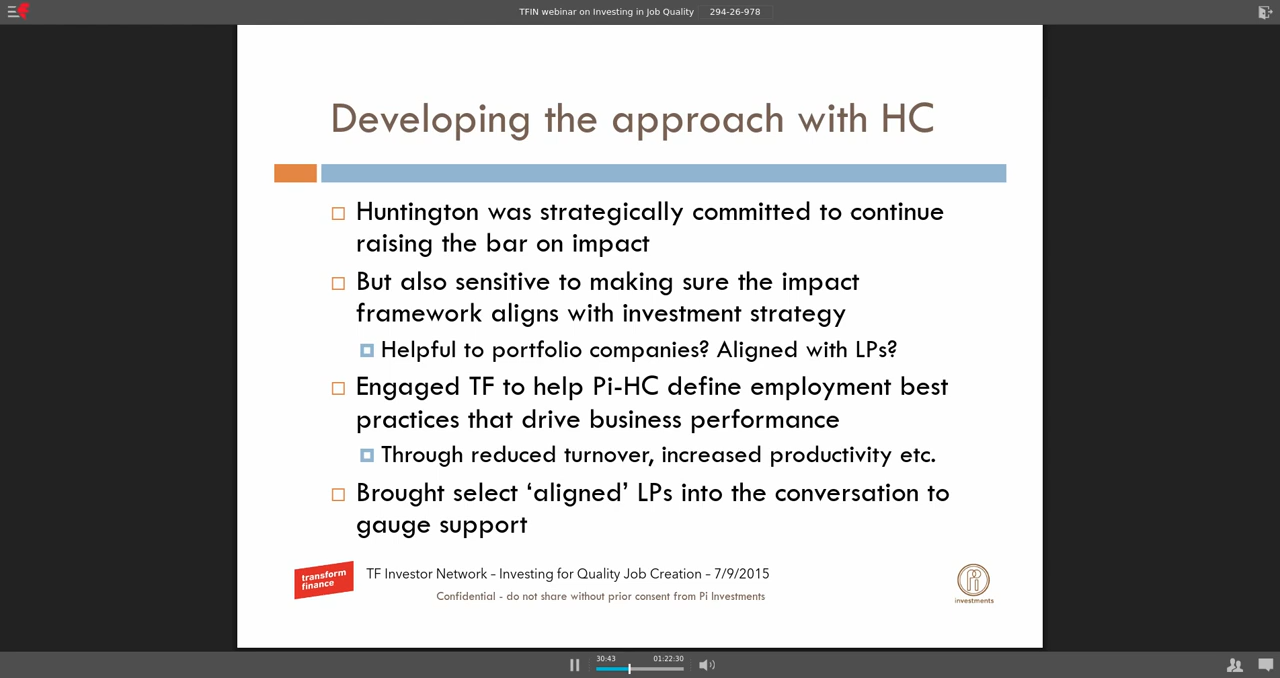 TFIN webinar on Investing in Job Quality 294-26-978
Developing the approach with HC
Huntington was strategically committed to continue
raising the bar on impact
But also sensitive to making sure the impact
framework aligns with investment strategy
Helpful to portfolio companies? Aligned with LPs?
Engaged TF to help Pi-HC define employment best
practices that drive business performance
Through reduced turnover, increased productivity etc.
Brought select ‘aligned’ LPs into the conversation to
gauge support
transform
finance
TF Investor Network – Investing for Quality Job Creation – 7/9/2015
Confidential - do not share without prior consent from Pi Investments
investments
30:43 01:22:30